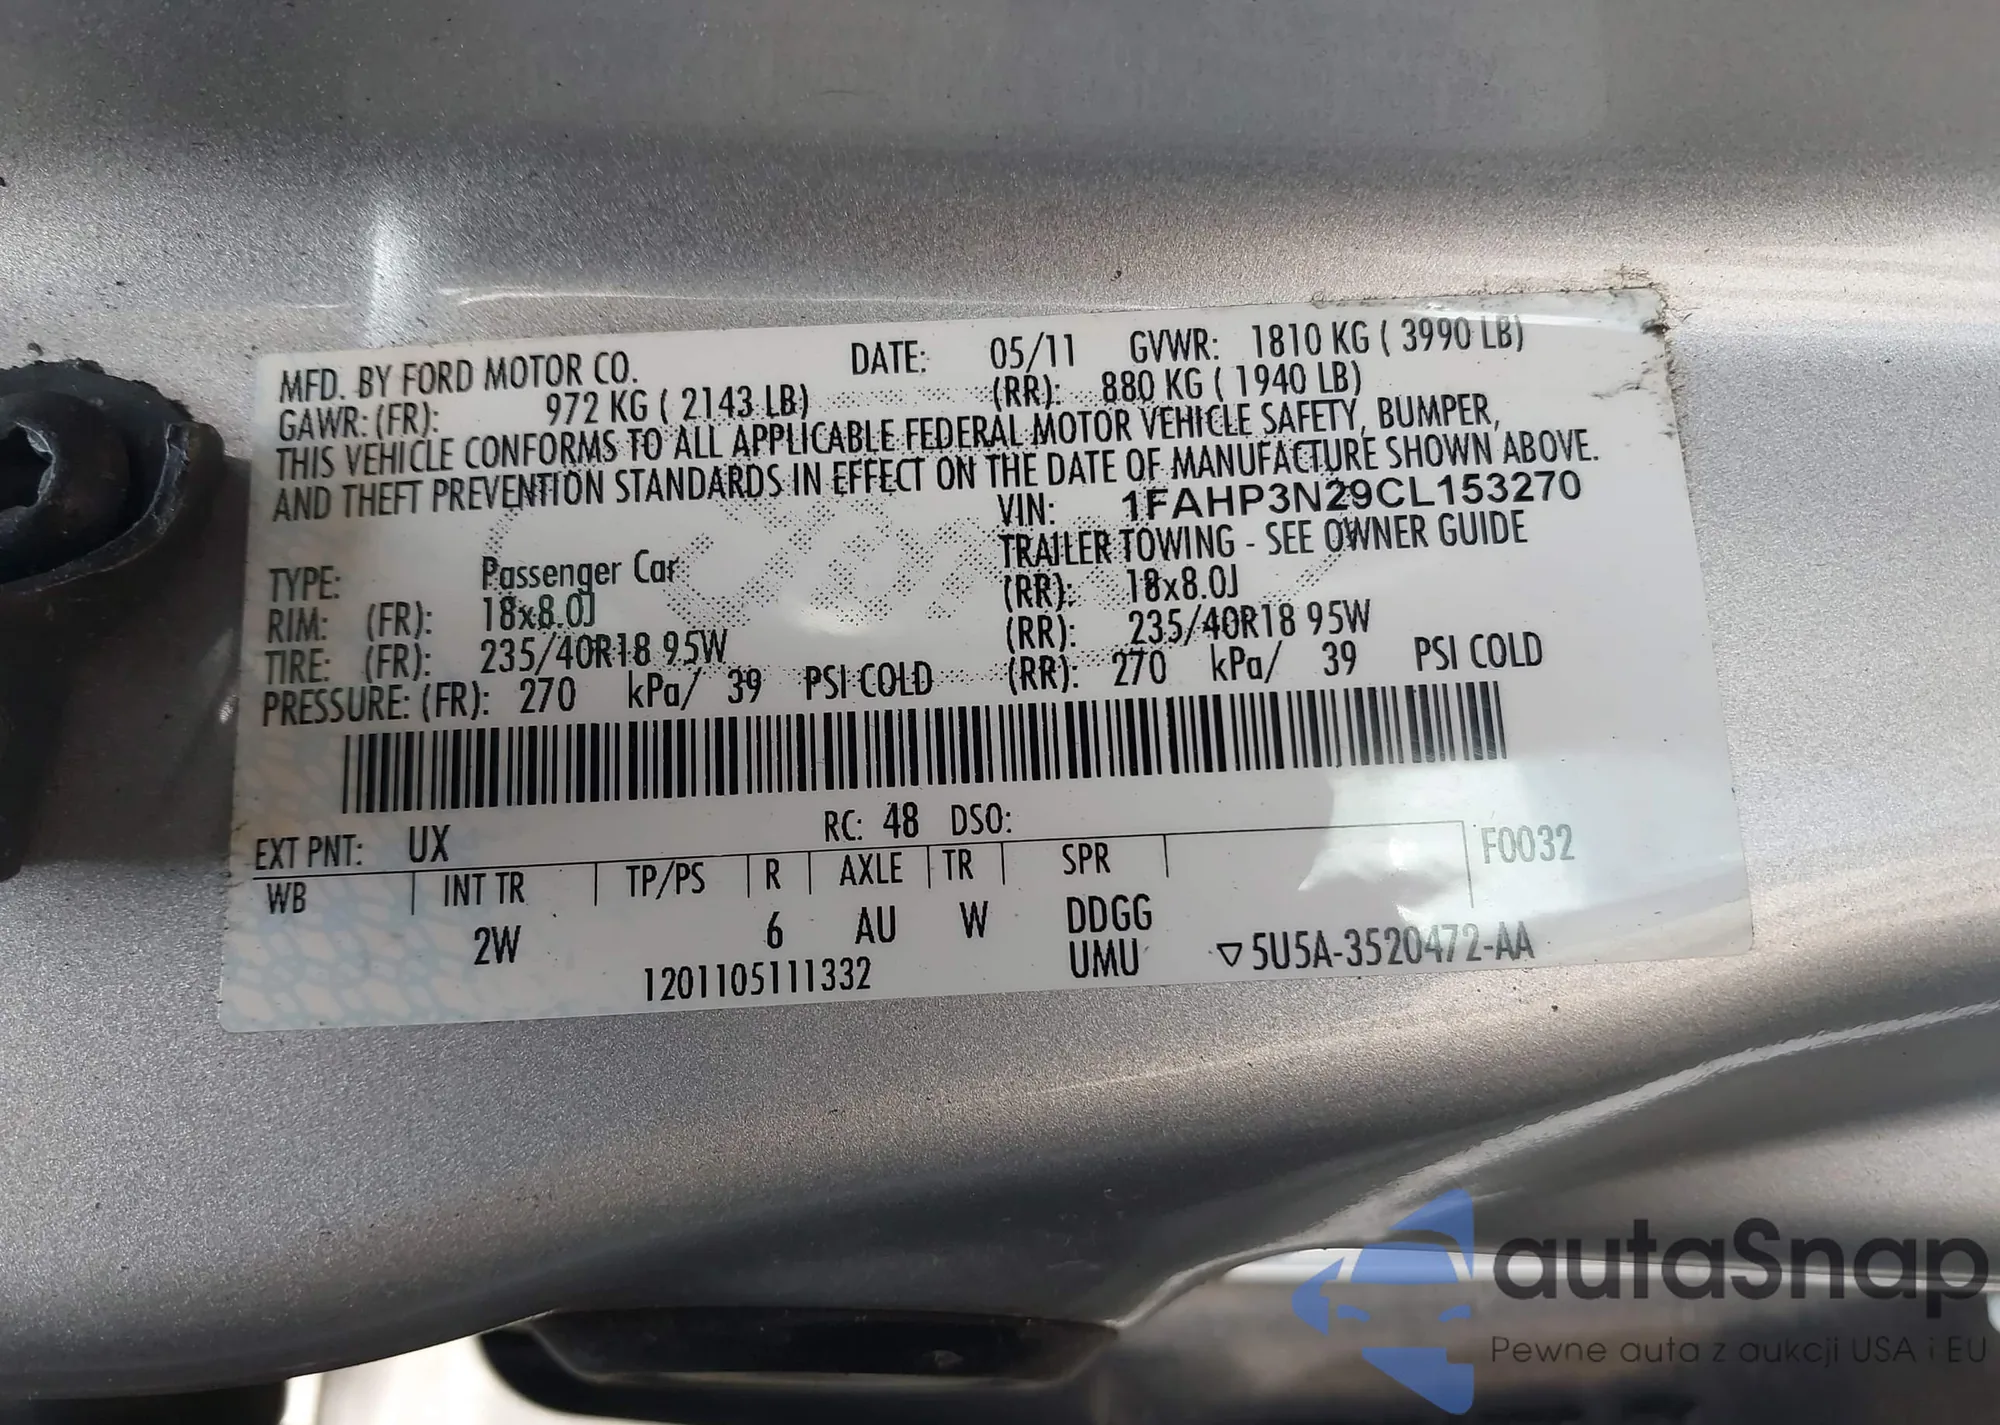 MFD. BY FORD MOTOR CO. DATE: 05/11 GVWR: 1810 KG ( 3990 LB)
GAWR: (FR): 972 KG ( 2143 LB) (RR): 880 KG ( 1940 LB)
THIS VEHICLE CONFORMS TO ALL APPLICABLE FEDERAL MOTOR VEHICLE SAFETY, BUMPER,
AND THEFT PREVENTION STANDARDS IN EFFECT ON THE DATE OF MANUFACTURE SHOWN ABOVE.
VIN: 1FAHP3N29CL153270
TYPE: Passenger Car TRAILER TOWING - SEE OWNER GUIDE
RIM: (FR): 18x8.0J (RR): 18x8.0J
TIRE: (FR): 235/40R18 95W (RR): 235/40R18 95W
PRESSURE: (FR): 270 kPa/ 39 PSI COLD (RR): 270 kPa/ 39 PSI COLD
EXT PNT: UX RC: 48 DSO:
WB INT TR TP/PS R AXLE TR SPR F0032
2W 6 AU W DDGG
1201105111332 UMU ▽5U5A-3520472-AA
autaSnap
Pewne auta z aukcji USA i EU